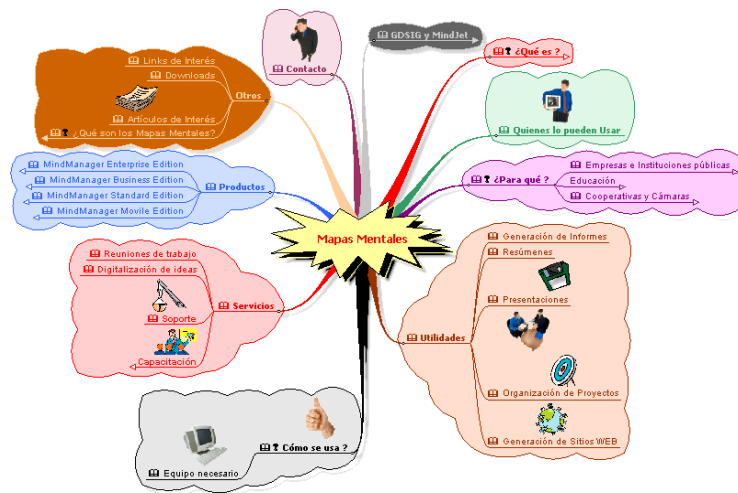 GDSIG y MindJet
¿Qué es ?
Quienes lo pueden Usar
¿Para qué ?
Empresas e Instituciones públicas
Educación
Cooperativas y Cámaras
Utilidades
Generación de Informes
Resúmenes
Presentaciones
Organización de Proyectos
Generación de Sitios WEB
Mapas Mentales
¿Cómo se usa ?
Equipo necesario
Servicios
Reuniones de trabajo
Digitalización de ideas
Soporte
Capacitación
Productos
MindManager Enterprise Edition
MindManager Business Edition
MindManager Standard Edition
MindManager Movile Edition
Otros
Links de Interés
Downloads
Artículos de Interés
¿Qué son los Mapas Mentales?
Contacto